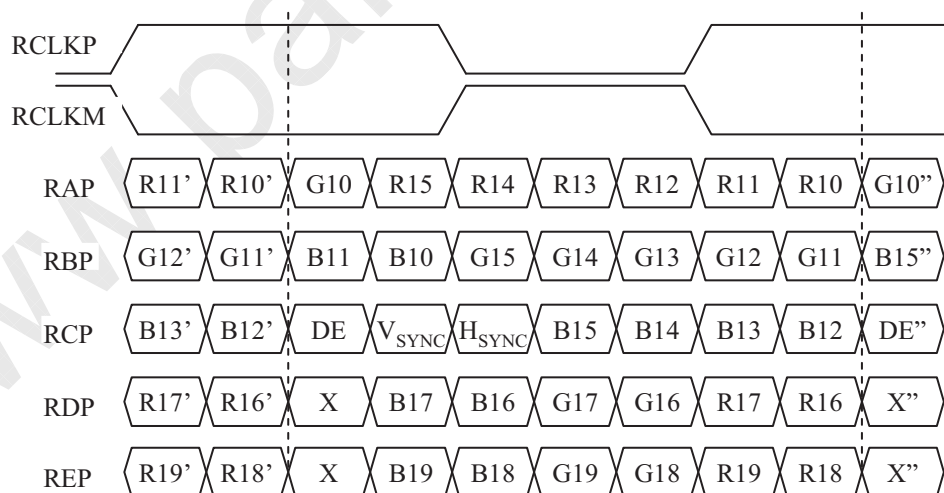 RCLKP
RCLKM
RAP R11’ R10’ G10 R15 R14 R13 R12 R11 R10 G10”
RBP G12’ G11’ B11 B10 G15 G14 G13 G12 G11 B15”
RCP B13’ B12’ DE VSYNC HSYNC B15 B14 B13 B12 DE”
RDP R17’ R16’ X B17 B16 G17 G16 R17 R16 X”
REP R19’ R18’ X B19 B18 G19 G18 R19 R18 X”